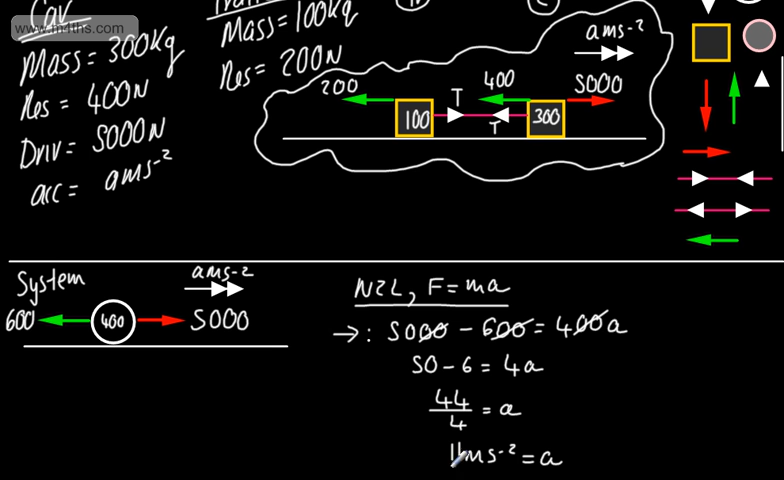 Car
www.m4ths.com
Mass = 300kg
Res = 400N
Driv = 5000N
acc = ams-2
Mass = 100kg
Res = 200N
ams-2
200
T
400
5000
100
T
300
System
ams-2
600
400
5000
N2L, F = ma
→: 5000 - 600 = 400a
50 - 6 = 4a
44/4 = a
11ms-2 = a